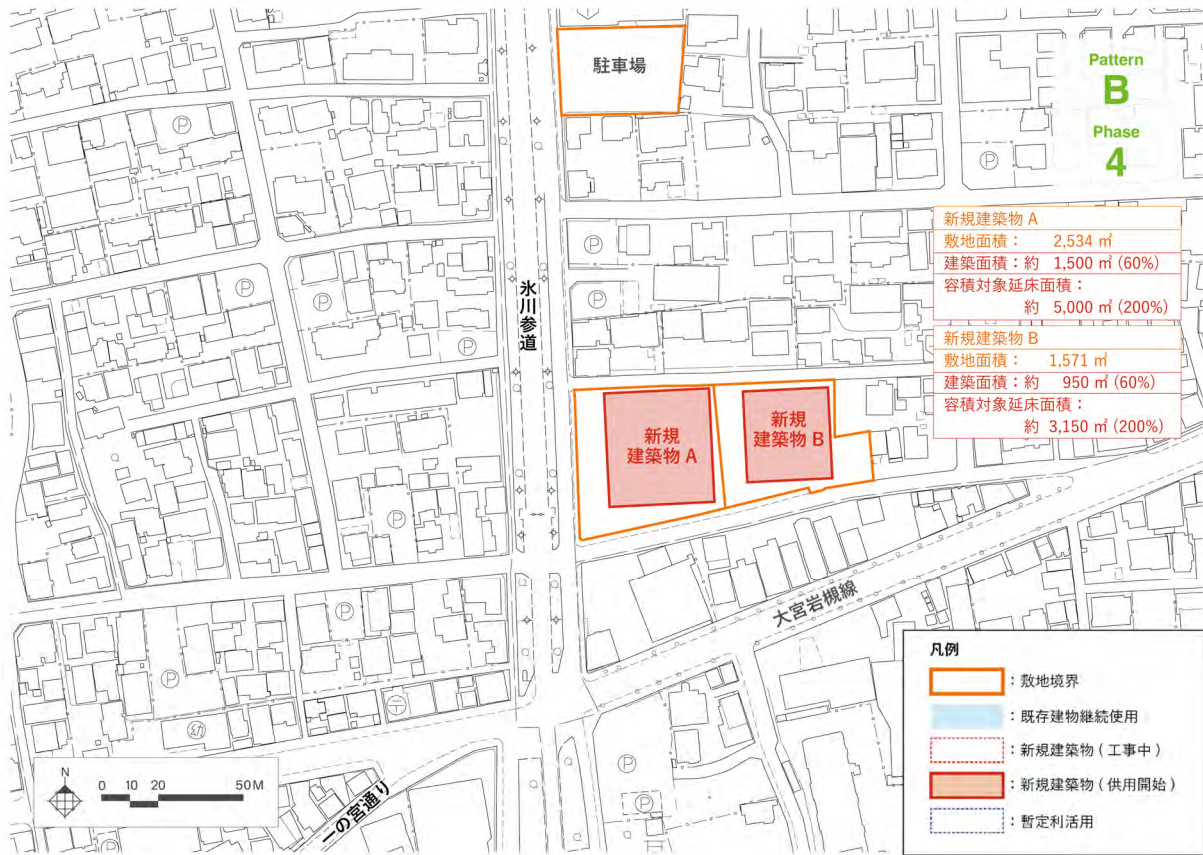 駐車場
Pattern
B
Phase
4
Ⓟ
Ⓟ
Ⓟ
Ⓟ
Ⓟ
Ⓟ
Ⓟ
Ⓟ
氷川参道
新規建築物 A
敷地面積： 2,534 ㎡
建築面積：約 1,500 ㎡ (60%)
容積対象延床面積：
約 5,000 ㎡ (200%)
新規建築物 B
敷地面積： 1,571 ㎡
建築面積：約 950 ㎡ (60%)
容積対象延床面積：
約 3,150 ㎡ (200%)
新規
建築物 A
新規
建築物 B
大宮岩槻線
Ⓟ
Ⓟ
〒
幼
Ⓟ
Ⓟ
一の宮通り
N
0 10 20 50M
凡例
：敷地境界
：既存建物継続使用
：新規建築物 ( 工事中 )
：新規建築物 ( 供用開始 )
：暫定利活用